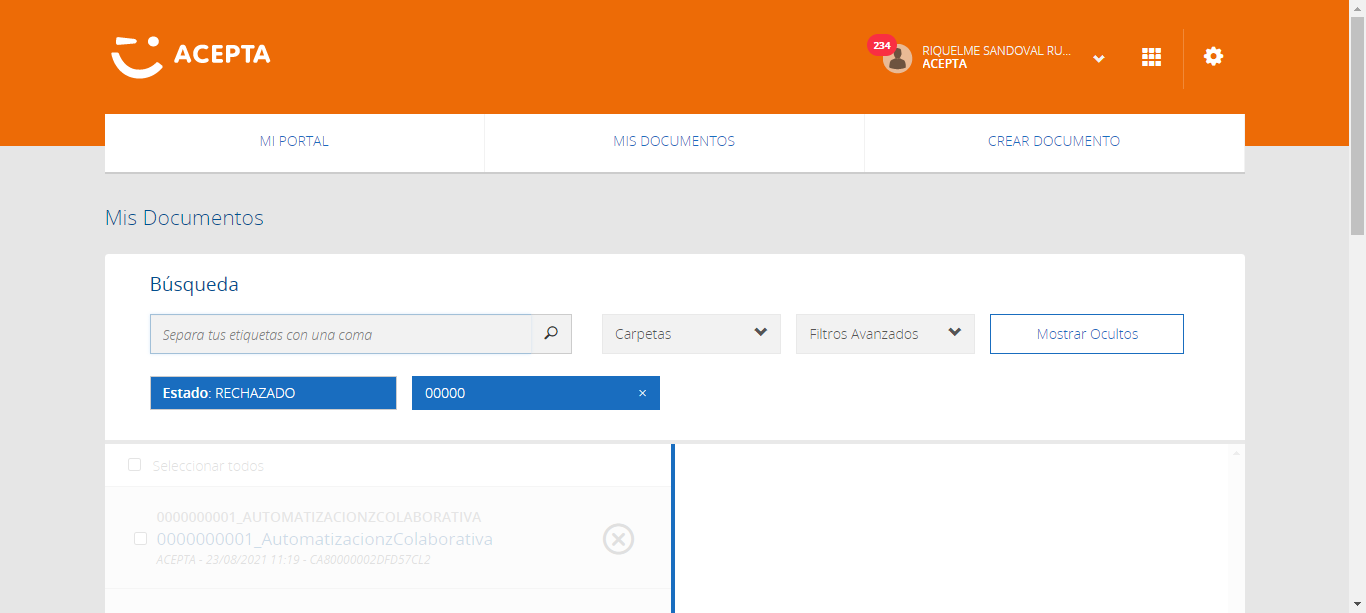 ACEPTA
234
RIQUELME SANDOVAL RU...
ACEPTA
MI PORTAL
MIS DOCUMENTOS
CREAR DOCUMENTO
Mis Documentos
Búsqueda
Separa tus etiquetas con una coma
Carpetas
Filtros Avanzados
Mostrar Ocultos
Estado: RECHAZADO
00000 ×
Seleccionar todos
0000000001_AUTOMATIZACIONZCOLABORATIVA
0000000001_AutomatizacionzColaborativa
ACEPTA - 23/08/2021 11:19 - CA80000002DFD57CL2